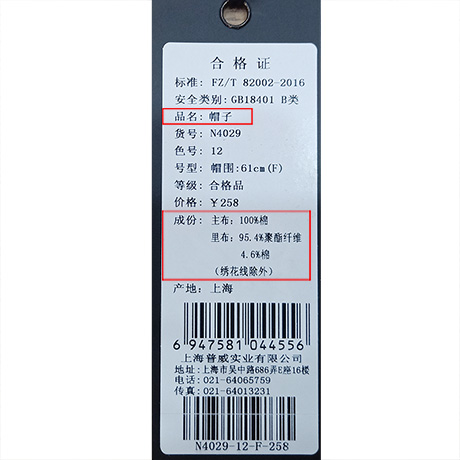 合格证
标准: FZ/T 82002-2016
安全类别: GB18401 B类
品名: 帽子
货号: N4029
色号: 12
号型: 帽围:61cm(F)
等级: 合格品
价格: ￥258
成份: 主布: 100%棉
里布: 95.4%聚酯纤维
4.6%棉
(绣花线除外)
产地: 上海
6 947581 044556
上海普威实业有限公司
地址:上海市吴中路686弄E座16楼
电话: 021-64065759
传真: 021-64013231
N4029-12-F-258